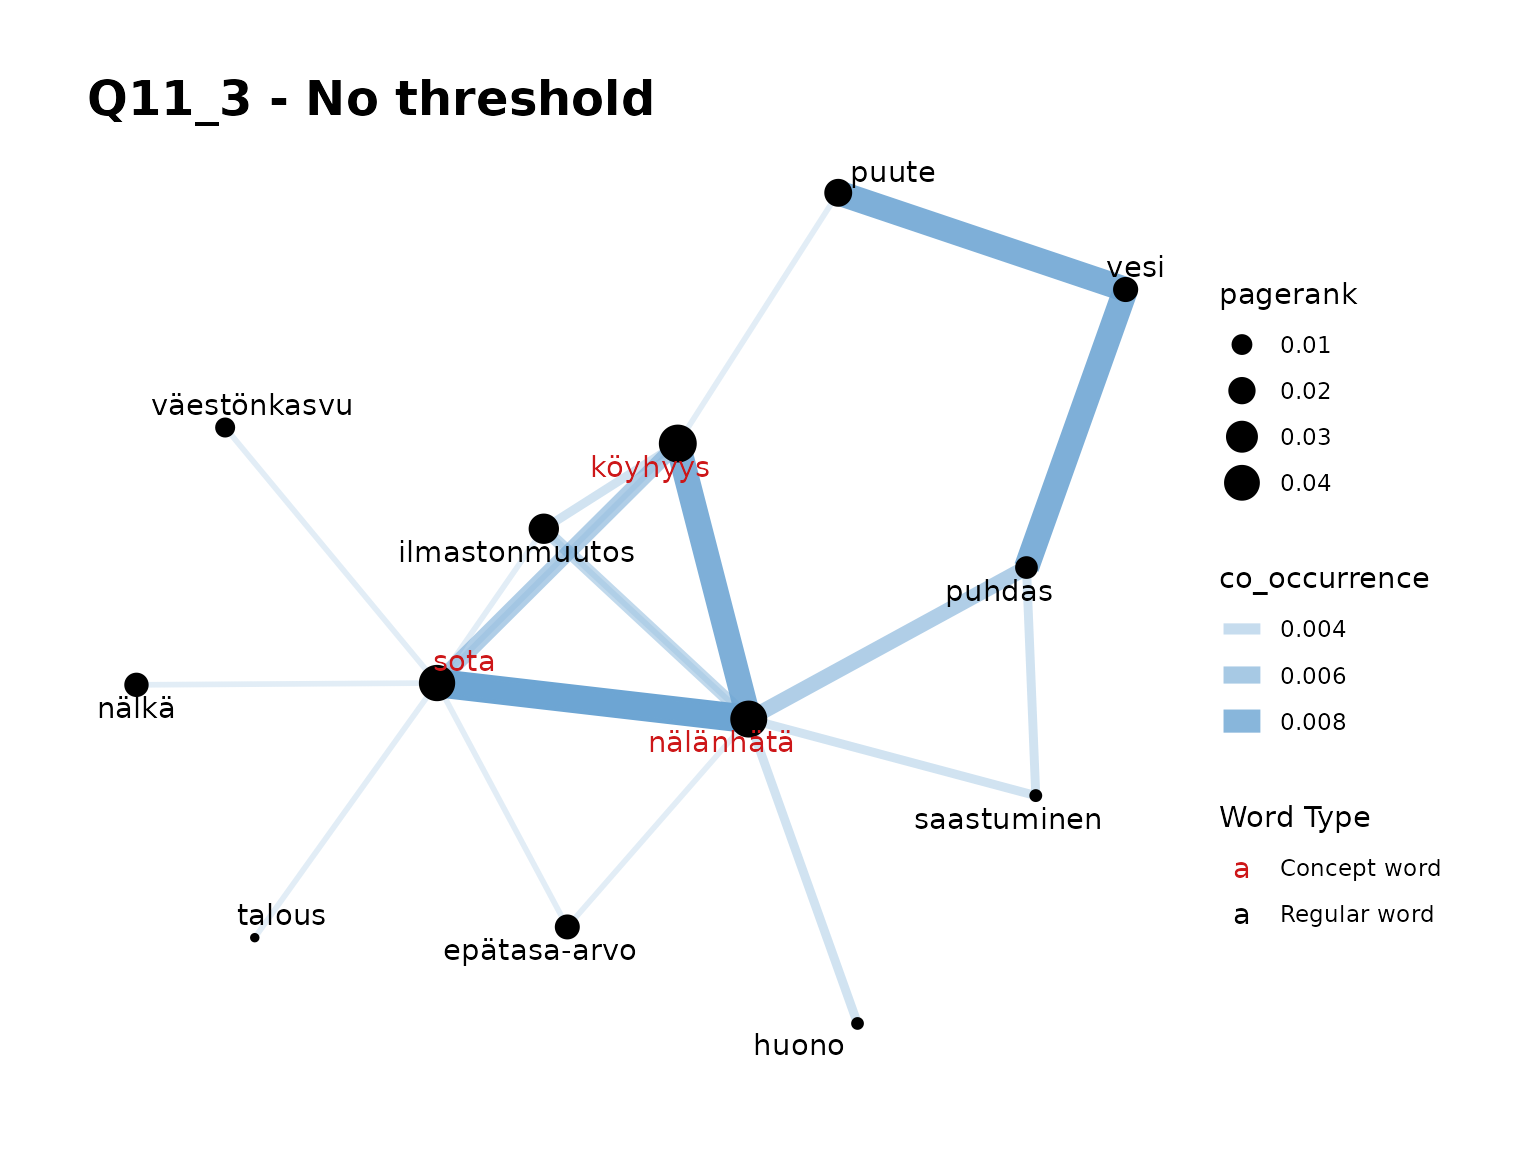 Q11_3 - No threshold
puute
vesi
pagerank
0.01
0.02
0.03
0.04
väestönkasvu
köyhyys
ilmastonmuutos
puhdas
co_occurrence
0.004
0.006
0.008
sota
nälkä
nälänhätä
saastuminen
Word Type
a Concept word
a Regular word
talous
epätasa-arvo
huono